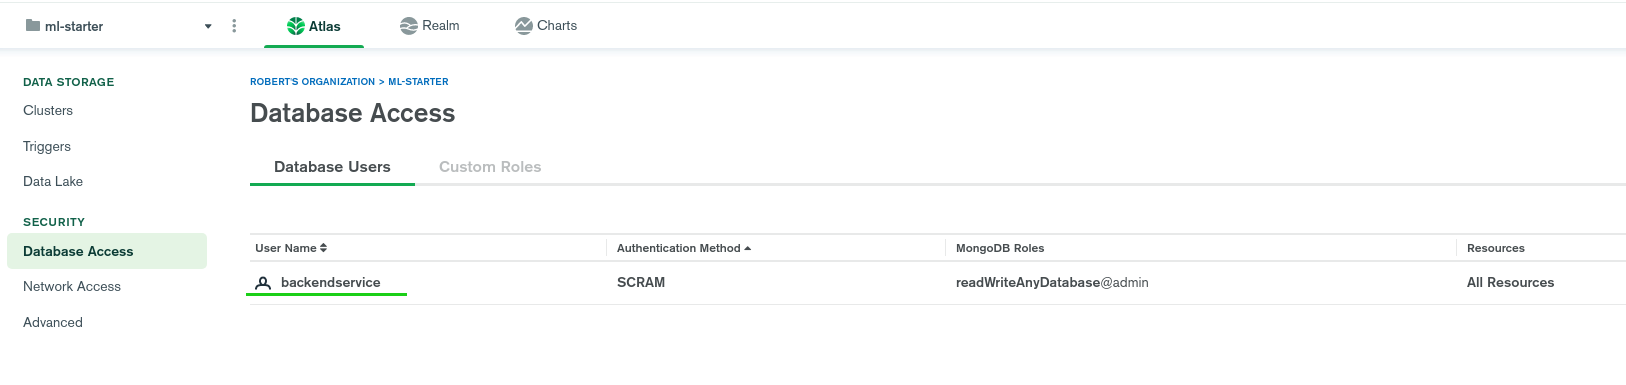 ml-starter
Atlas
Realm
Charts
DATA STORAGE
Clusters
Triggers
Data Lake
SECURITY
Database Access
Network Access
Advanced
ROBERT'S ORGANIZATION > ML-STARTER
Database Access
Database Users
Custom Roles
User Name
Authentication Method
MongoDB Roles
Resources
backendservice
SCRAM
readWriteAnyDatabase@admin
All Resources